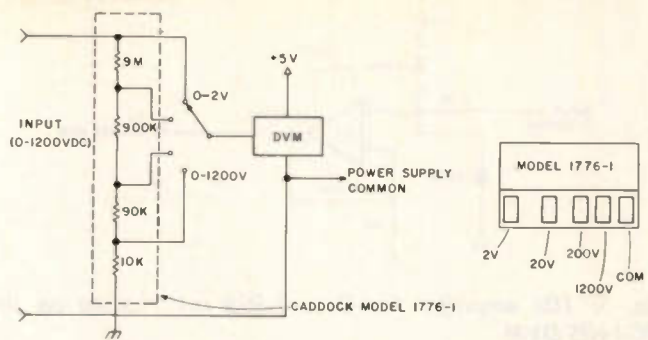 +5V
9M
0-2V
INPUT
(0-1200VDC)
900K
DVM
0-1200V
POWER SUPPLY
COMMON
90K
10K
CADDOCK MODEL 1776-1
MODEL 1776-1
2V
20V
200V
1200V
COM